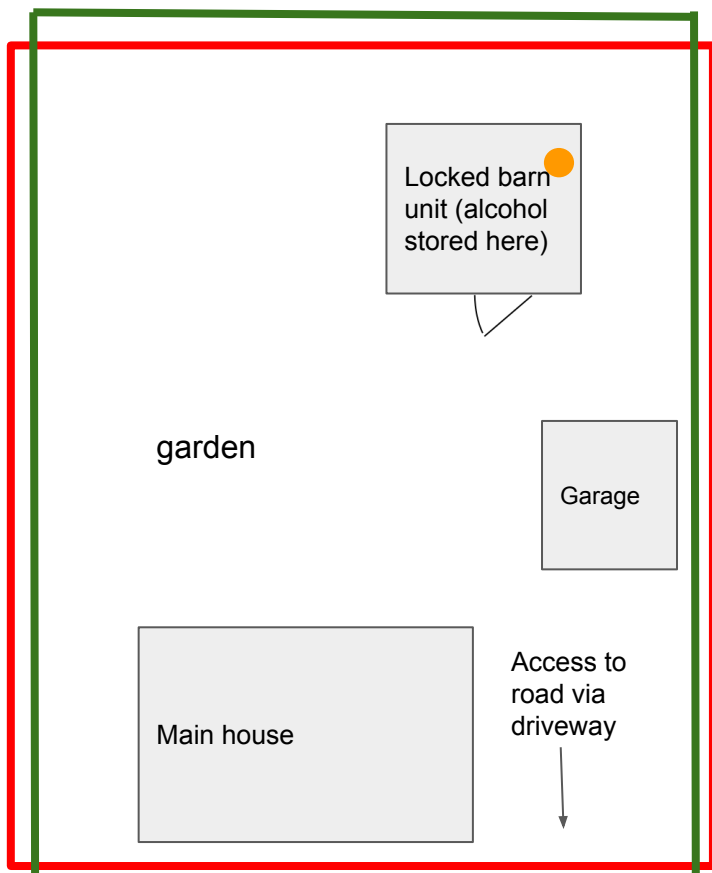 Locked barn
unit (alcohol
stored here)
garden
Garage
Access to
road via
driveway
Main house